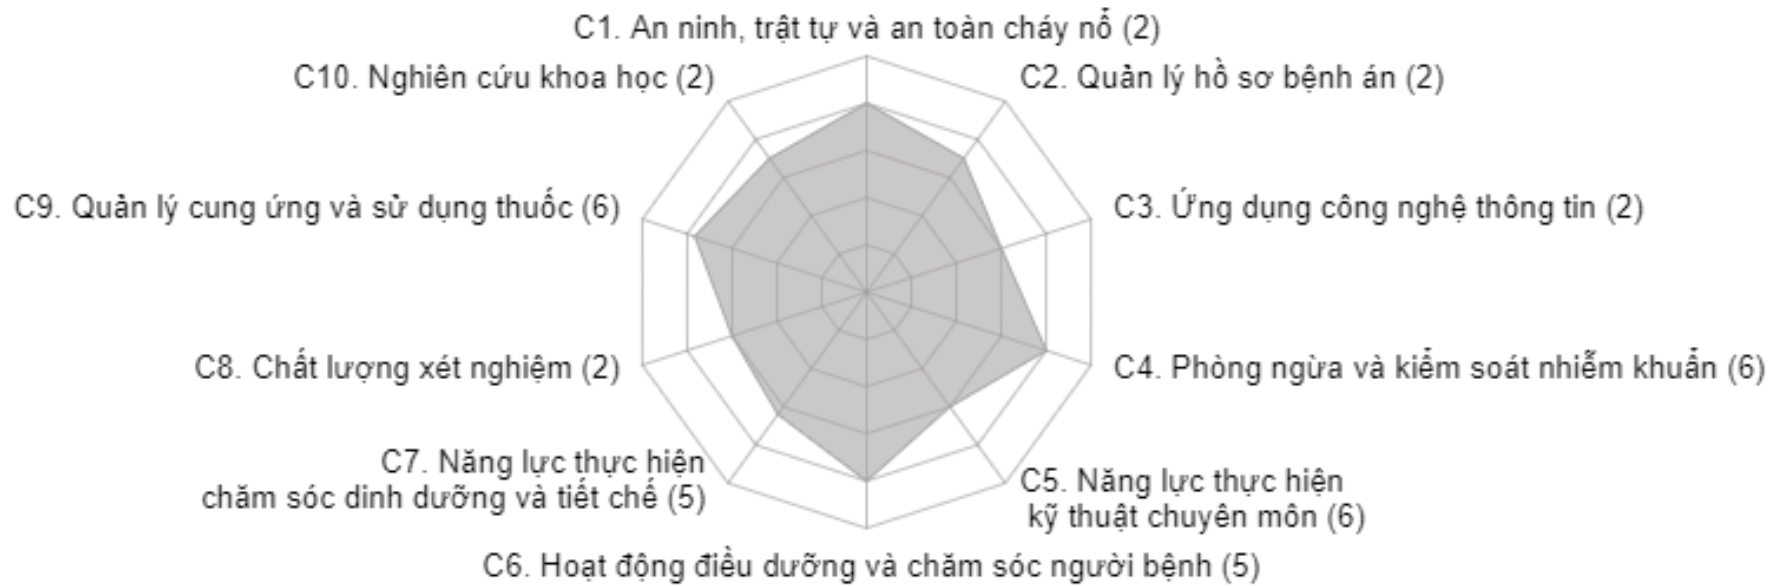 C1. An ninh, trật tự và an toàn cháy nổ (2)
C2. Quản lý hồ sơ bệnh án (2)
C3. Ứng dụng công nghệ thông tin (2)
C4. Phòng ngừa và kiểm soát nhiễm khuẩn (6)
C5. Năng lực thực hiện
kỹ thuật chuyên môn (6)
C6. Hoạt động điều dưỡng và chăm sóc người bệnh (5)
C7. Năng lực thực hiện
chăm sóc dinh dưỡng và tiết chế (5)
C8. Chất lượng xét nghiệm (2)
C9. Quản lý cung ứng và sử dụng thuốc (6)
C10. Nghiên cứu khoa học (2)